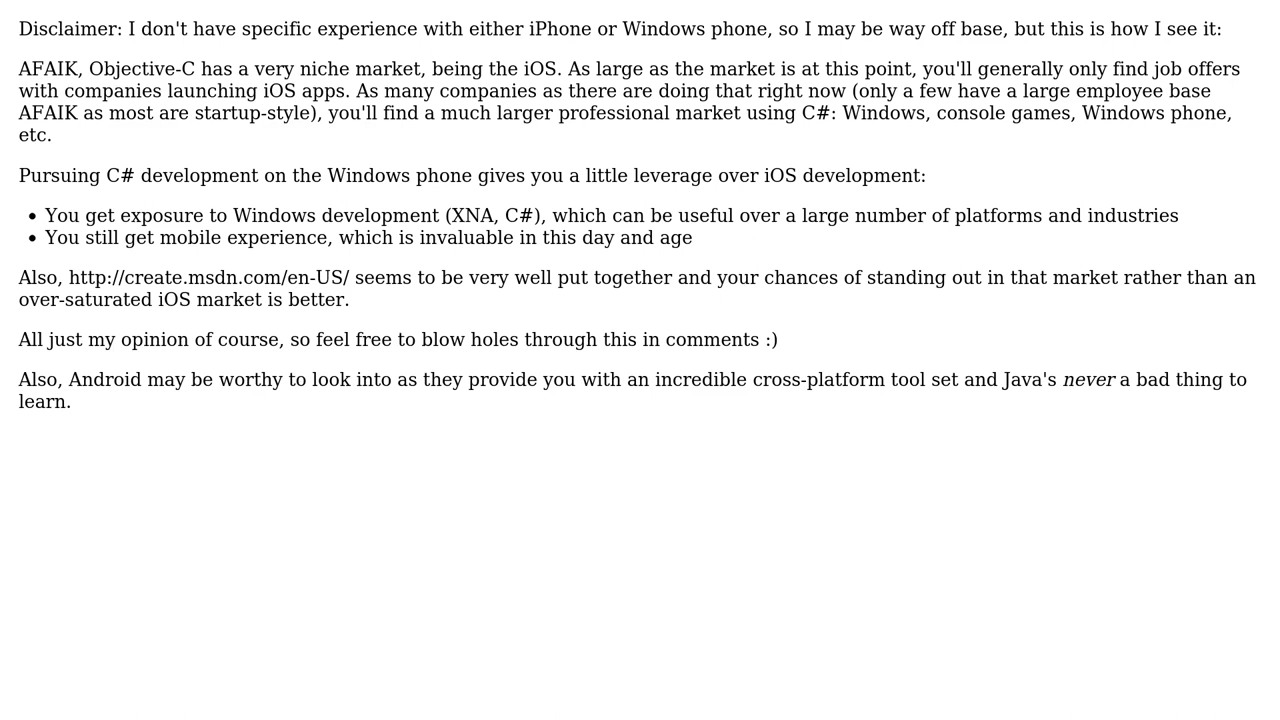 Disclaimer: I don't have specific experience with either iPhone or Windows phone, so I may be way off base, but this is how I see it:
AFAIK, Objective-C has a very niche market, being the iOS. As large as the market is at this point, you'll generally only find job offers
with companies launching iOS apps. As many companies as there are doing that right now (only a few have a large employee base
AFAIK as most are startup-style), you'll find a much larger professional market using C#: Windows, console games, Windows phone,
etc.
Pursuing C# development on the Windows phone gives you a little leverage over iOS development:
• You get exposure to Windows development (XNA, C#), which can be useful over a large number of platforms and industries
• You still get mobile experience, which is invaluable in this day and age
Also, http://create.msdn.com/en-US/ seems to be very well put together and your chances of standing out in that market rather than an
over-saturated iOS market is better.
All just my opinion of course, so feel free to blow holes through this in comments :)
Also, Android may be worthy to look into as they provide you with an incredible cross-platform tool set and Java's never a bad thing to
learn.